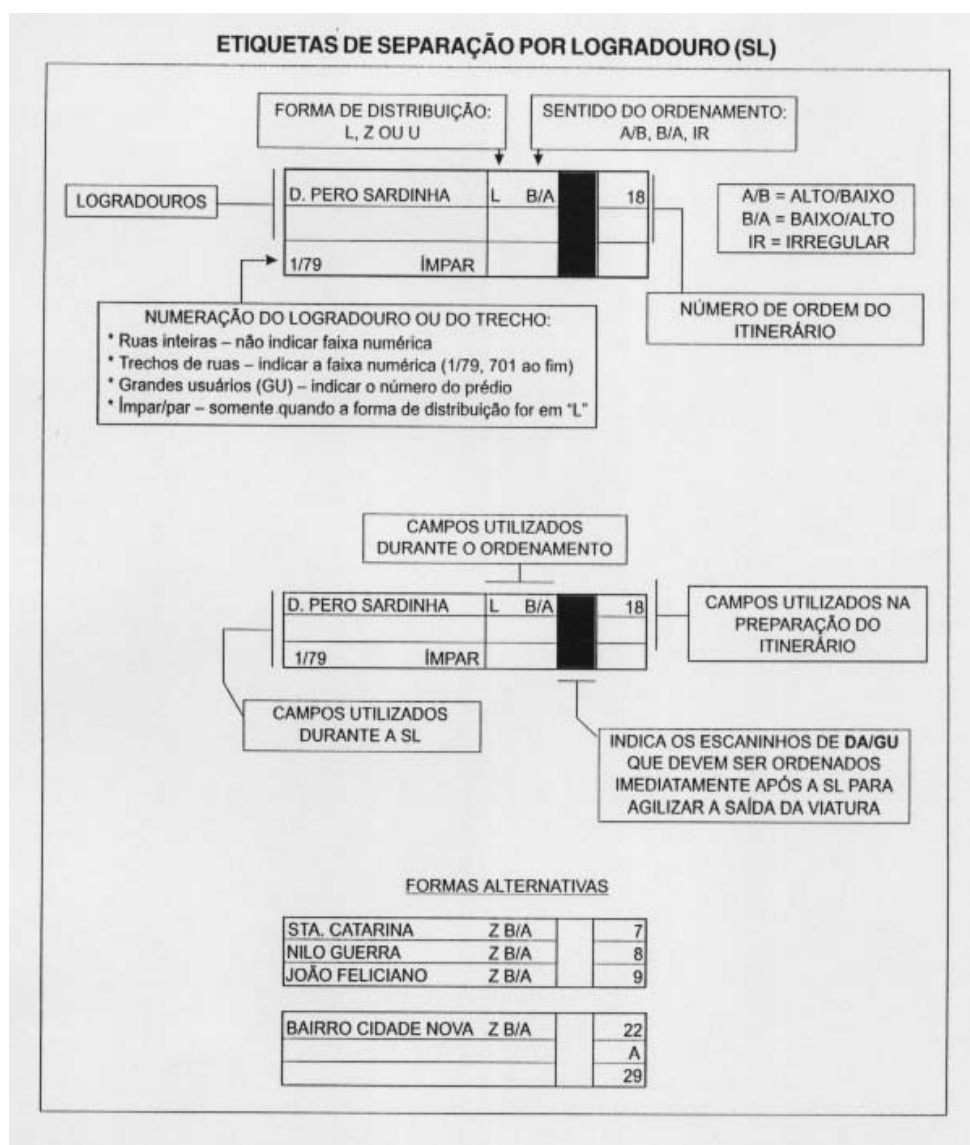 ETIQUETAS DE SEPARAÇÃO POR LOGRADOURO (SL)
FORMA DE DISTRIBUIÇÃO:
L, Z OU U
SENTIDO DO ORDENAMENTO:
A/B, B/A, IR
LOGRADOUROS
D. PERO SARDINHA L B/A 18
1/79 ÍMPAR
A/B = ALTO/BAIXO
B/A = BAIXO/ALTO
IR = IRREGULAR
NÚMERO DE ORDEM DO
ITINERÁRIO
NUMERAÇÃO DO LOGRADOURO OU DO TRECHO:
* Ruas inteiras – não indicar faixa numérica
* Trechos de ruas – indicar a faixa numérica (1/79, 701 ao fim)
* Grandes usuários (GU) – indicar o número do prédio
* Ímpar/par – somente quando a forma de distribuição for em “L”
CAMPOS UTILIZADOS
DURANTE O ORDENAMENTO
D. PERO SARDINHA L B/A 18
1/79 ÍMPAR
CAMPOS UTILIZADOS NA
PREPARAÇÃO DO
ITINERÁRIO
CAMPOS UTILIZADOS
DURANTE A SL
INDICA OS ESCANINHOS DE DA/GU
QUE DEVEM SER ORDENADOS
IMEDIATAMENTE APÓS A SL PARA
AGILIZAR A SAÍDA DA VIATURA
FORMAS ALTERNATIVAS
STA. CATARINA Z B/A 7
NILO GUERRA Z B/A 8
JOÃO FELICIANO Z B/A 9
BAIRRO CIDADE NOVA Z B/A 22
A
29